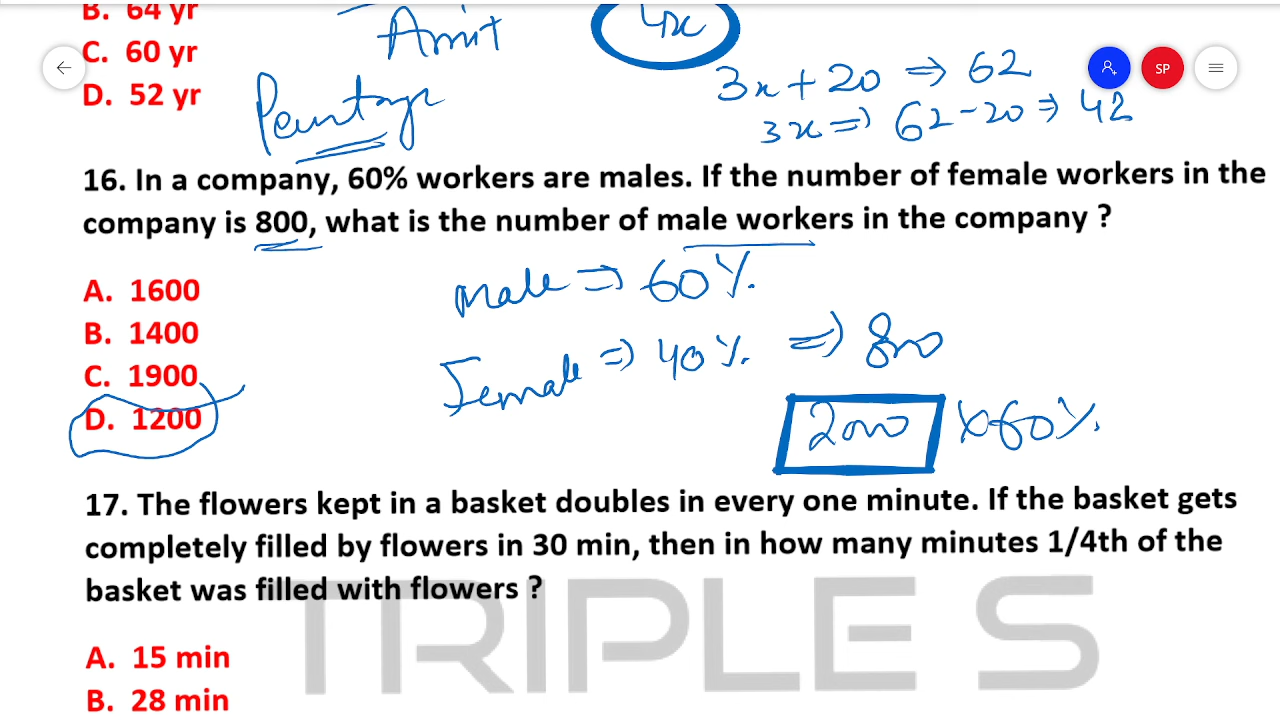 B. 64 yr
Amit
4x
C. 60 yr
3x + 20 ⇒ 62
SP
D. 52 yr
3x ⇒ 62 - 20 ⇒ 42
16. In a company, 60% workers are males. If the number of female workers in the
company is 800, what is the number of male workers in the company ?
A. 1600
male ⇒ 60%
B. 1400
Female ⇒ 40% ⇒ 800
C. 1900
D. 1200
2000 x 60%
17. The flowers kept in a basket doubles in every one minute. If the basket gets
completely filled by flowers in 30 min, then in how many minutes 1/4th of the
basket was filled with flowers ?
TRIPLE S
A. 15 min
B. 28 min